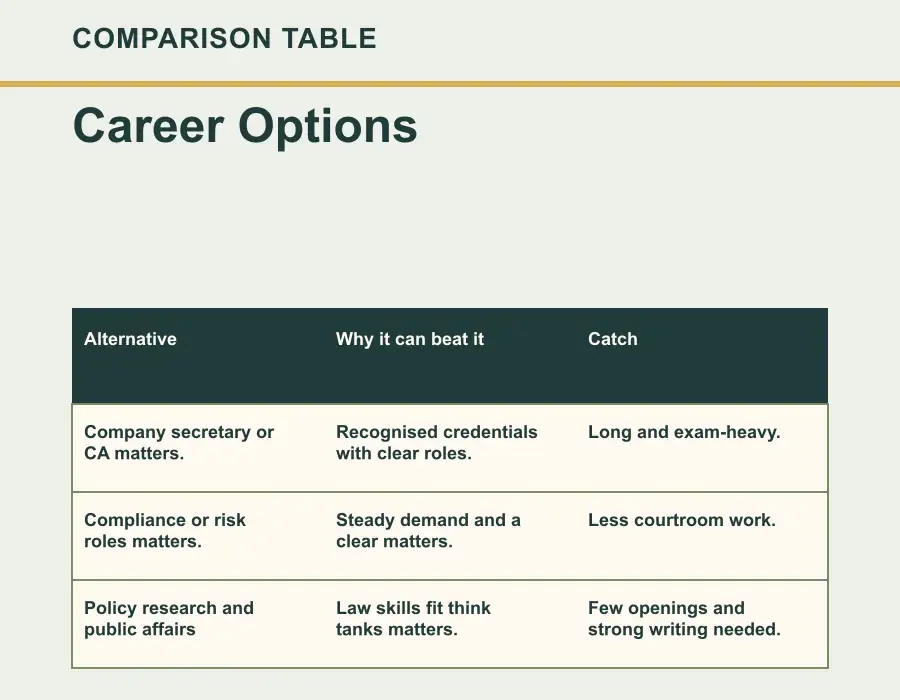 COMPARISON TABLE
Career Options
Alternative
Why it can beat it
Catch
Company secretary or
CA matters.
Recognised credentials
with clear roles.
Long and exam-heavy.
Compliance or risk
roles matters.
Steady demand and a
clear matters.
Less courtroom work.
Policy research and
public affairs
Law skills fit think
tanks matters.
Few openings and
strong writing needed.